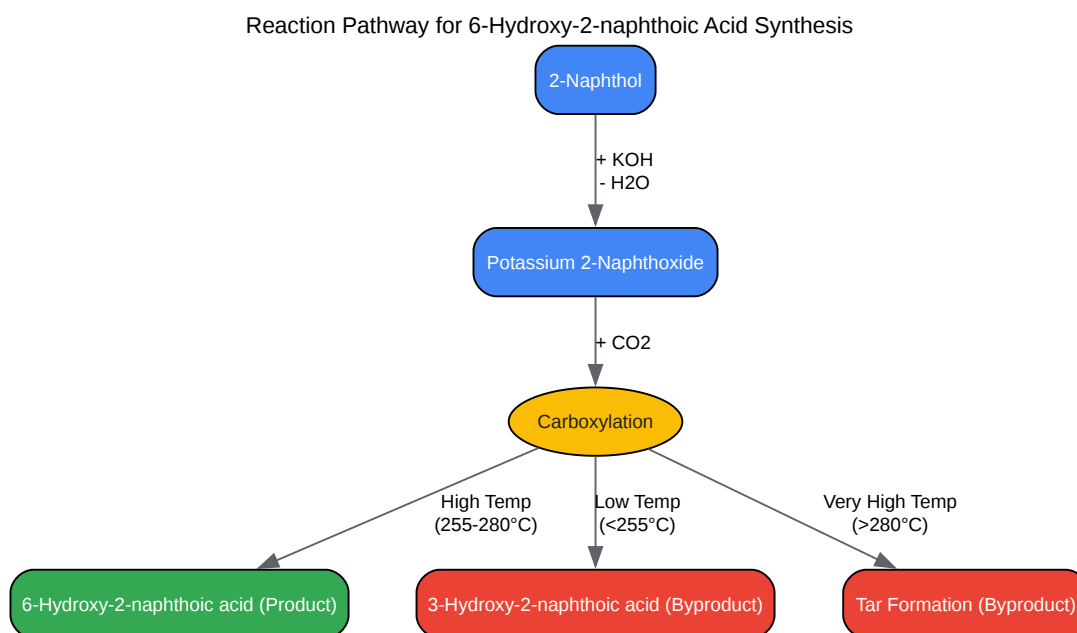 Reaction Pathway for 6-Hydroxy-2-naphthoic Acid Synthesis
2-Naphthol
+ KOH
- H2O
Potassium 2-Naphthoxide
+ CO2
Carboxylation
High Temp
(255-280°C)
Low Temp
(<255°C)
Very High Temp
(>280°C)
6-Hydroxy-2-naphthoic acid (Product)
3-Hydroxy-2-naphthoic acid (Byproduct)
Tar Formation (Byproduct)